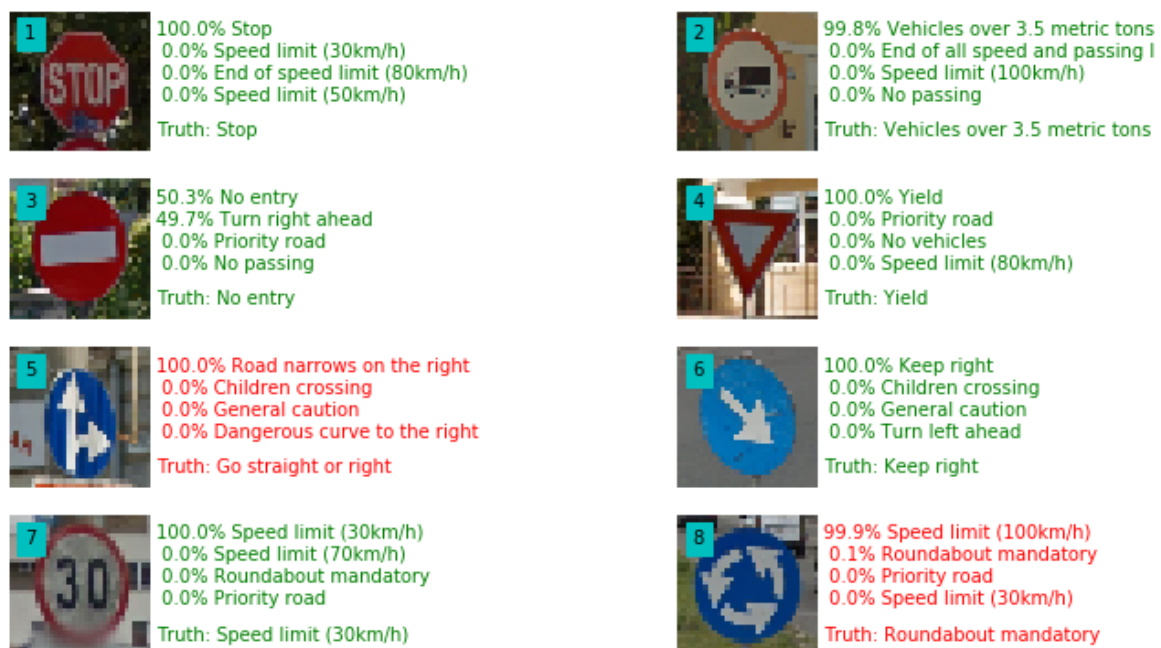 1
STOP
100.0% Stop
0.0% Speed limit (30km/h)
0.0% End of speed limit (80km/h)
0.0% Speed limit (50km/h)
Truth: Stop
2
99.8% Vehicles over 3.5 metric tons
0.0% End of all speed and passing l
0.0% Speed limit (100km/h)
0.0% No passing
Truth: Vehicles over 3.5 metric tons
3
50.3% No entry
49.7% Turn right ahead
0.0% Priority road
0.0% No passing
Truth: No entry
4
100.0% Yield
0.0% Priority road
0.0% No vehicles
0.0% Speed limit (80km/h)
Truth: Yield
5
100.0% Road narrows on the right
0.0% Children crossing
0.0% General caution
0.0% Dangerous curve to the right
Truth: Go straight or right
6
100.0% Keep right
0.0% Children crossing
0.0% General caution
0.0% Turn left ahead
Truth: Keep right
7
30
100.0% Speed limit (30km/h)
0.0% Speed limit (70km/h)
0.0% Roundabout mandatory
0.0% Priority road
Truth: Speed limit (30km/h)
8
99.9% Speed limit (100km/h)
0.1% Roundabout mandatory
0.0% Priority road
0.0% Speed limit (30km/h)
Truth: Roundabout mandatory